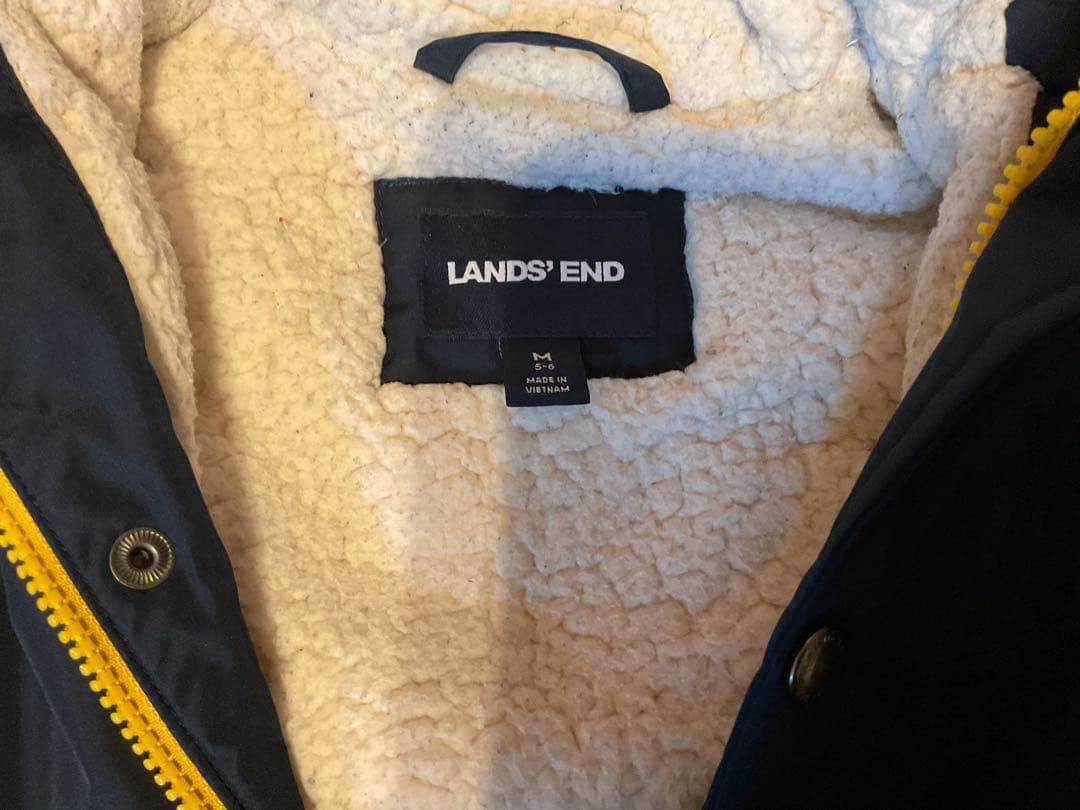 LANDS' END
M
5-6
MADE IN
VIETNAM